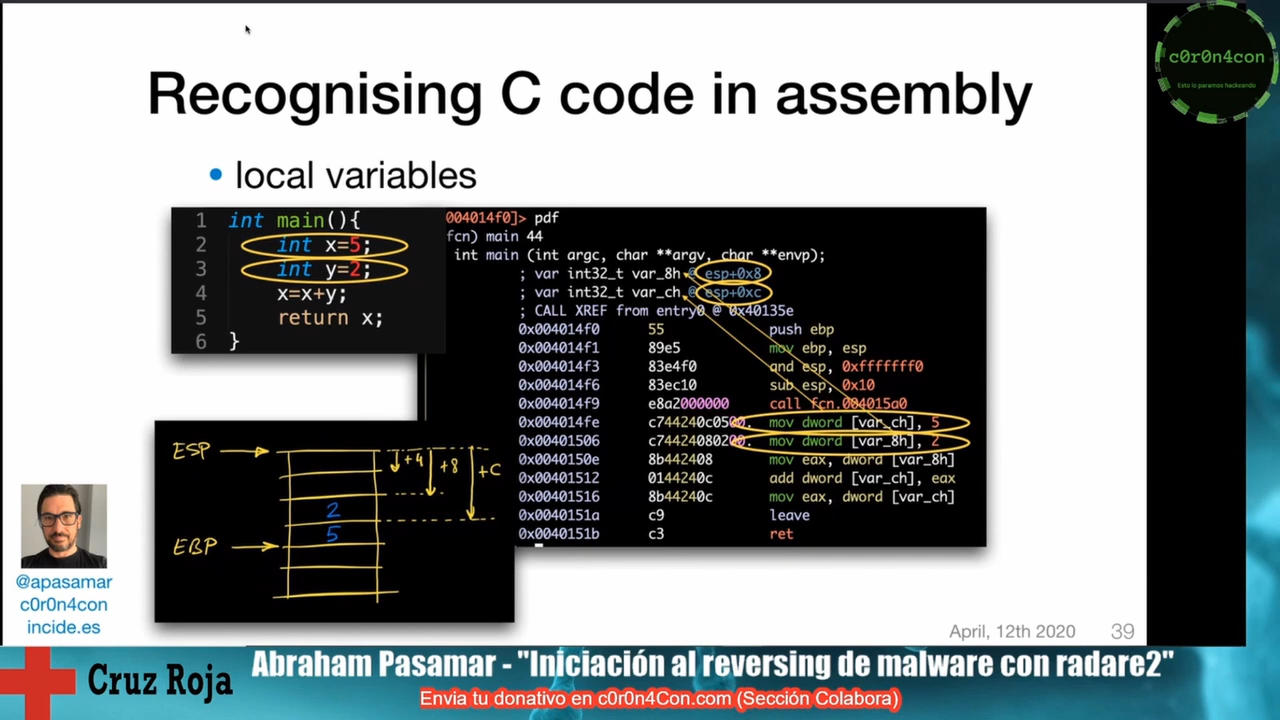 c0r0n4con
Esto lo paramos hackeando
Recognising C code in assembly
• local variables
1 int main(){
2 int x=5;
3 int y=2;
4 x=x+y;
5 return x;
6 }
004014f0]> pdf
fcn) main 44
int main (int argc, char **argv, char **envp);
; var int32_t var_8h @ esp+0x8
; var int32_t var_ch @ esp+0xc
; CALL XREF from entry0 @ 0x40135e
0x004014f0 55 push ebp
0x004014f1 89e5 mov ebp, esp
0x004014f3 83e4f0 and esp, 0xfffffff0
0x004014f6 83ec10 sub esp, 0x10
0x004014f9 e8a2000000 call fcn.004015a0
0x004014fe c744240c0500. mov dword [var_ch], 5
0x00401506 c74424080200. mov dword [var_8h], 2
0x0040150e 8b442408 mov eax, dword [var_8h]
0x00401512 0144240c add dword [var_ch], eax
0x00401516 8b44240c mov eax, dword [var_ch]
0x0040151a c9 leave
0x0040151b c3 ret
ESP
+4
+8
+C
2
5
EBP
@apasamar
c0r0n4con
incide.es
April, 12th 2020 39
Cruz Roja
Abraham Pasamar - "Iniciación al reversing de malware con radare2"
Envia tu donativo en c0r0n4Con.com (Sección Colabora)